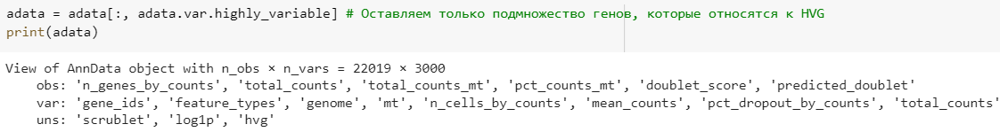 adata = adata[:, adata.var.highly_variable] # Оставляем только подмножество генов, которые относятся к HVG
print(adata)
View of AnnData object with n_obs × n_vars = 22019 × 3000
obs: 'n_genes_by_counts', 'total_counts', 'total_counts_mt', 'pct_counts_mt', 'doublet_score', 'predicted_doublet'
var: 'gene_ids', 'feature_types', 'genome', 'mt', 'n_cells_by_counts', 'mean_counts', 'pct_dropout_by_counts', 'total_counts'
uns: 'scrublet', 'log1p', 'hvg'